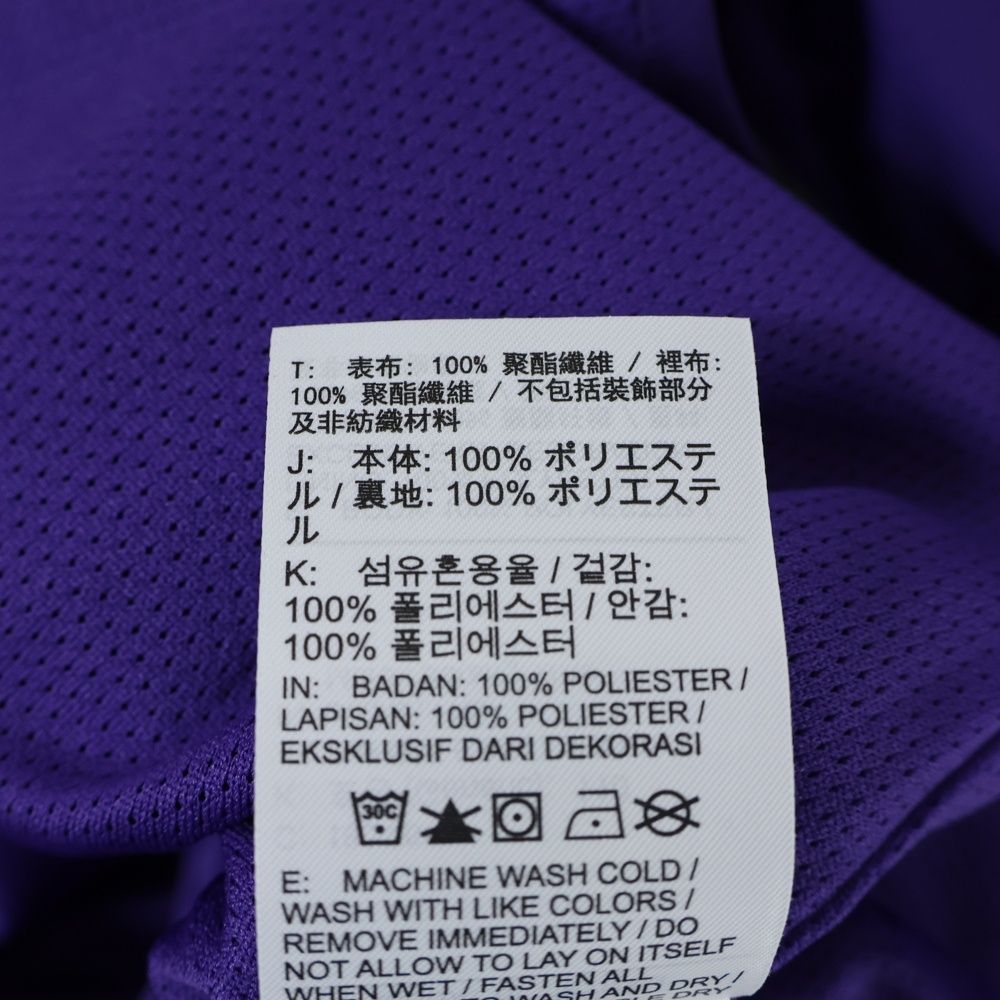 T: 表布: 100% 聚酯纖維 / 裡布:
100% 聚酯纖維 / 不包括裝飾部分
及非紡織材料
J: 本体: 100% ポリエステ
ル / 裏地: 100% ポリエステ
ル
K: 섬유혼용율 / 겉감:
100% 폴리에스터 / 안감:
100% 폴리에스터
IN: BADAN: 100% POLIESTER /
LAPISAN: 100% POLIESTER /
EKSKLUSIF DARI DEKORASI
30C
E: MACHINE WASH COLD /
WASH WITH LIKE COLORS /
REMOVE IMMEDIATELY / DO
NOT ALLOW TO LAY ON ITSELF
WHEN WET / FASTEN ALL
WASH AND DRY /
DRY